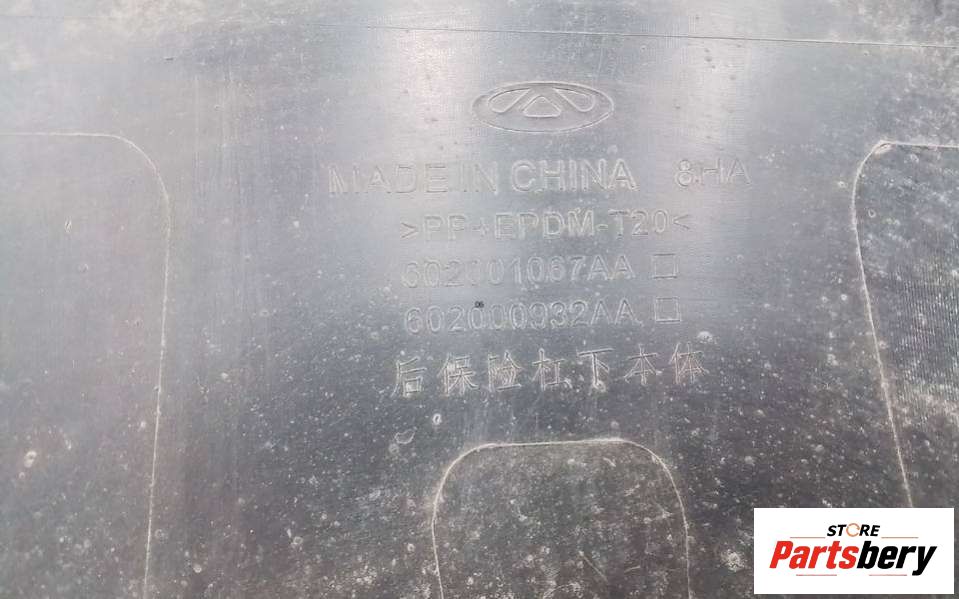 MADE IN CHINA 8HA
>PP+EPDM-T20<
602001067AA □
602000932AA □
后保险杠下本体
STORE
Partsbery